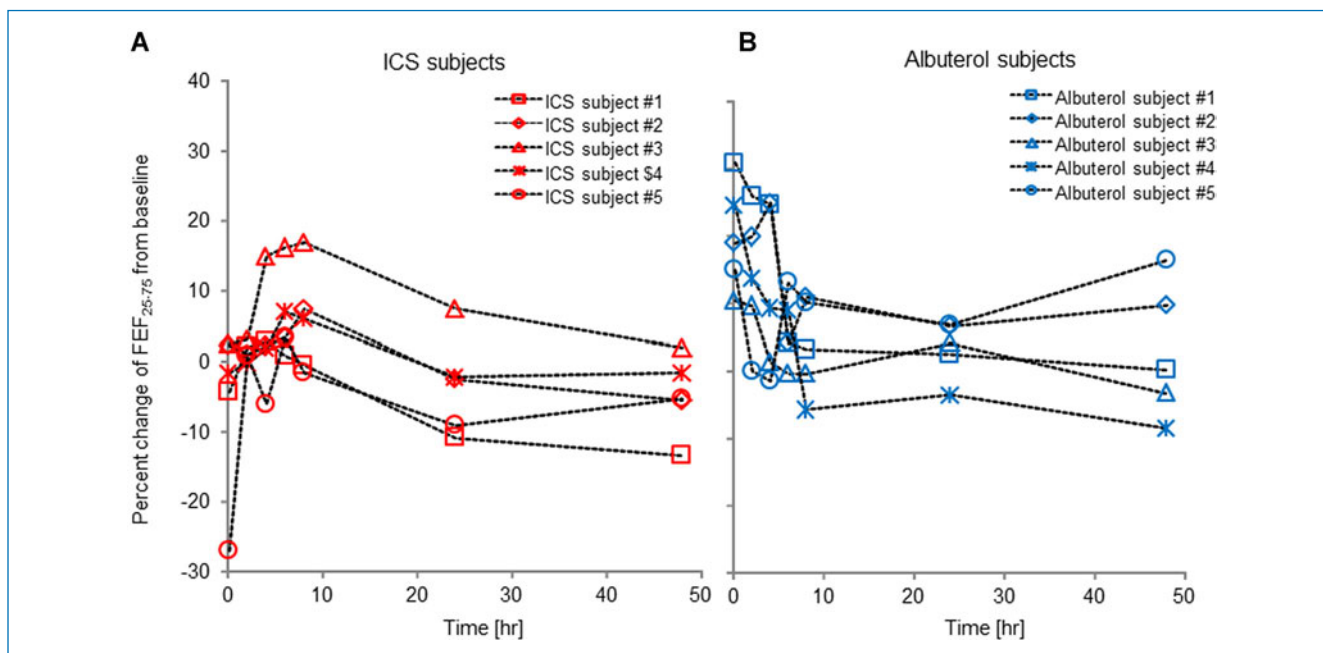 A
ICS subjects
40
30
20
10
0
-10
-20
-30
Percent change of FEF25-75 from baseline
ICS subject #1
ICS subject #2
ICS subject #3
ICS subject $4
ICS subject #5
0 10 20 30 40 50
Time [hr]
B
Albuterol subjects
Albuterol subject #1
Albuterol subject #2
Albuterol subject #3
Albuterol subject #4
Albuterol subject #5
0 10 20 30 40 50
Time [hr]